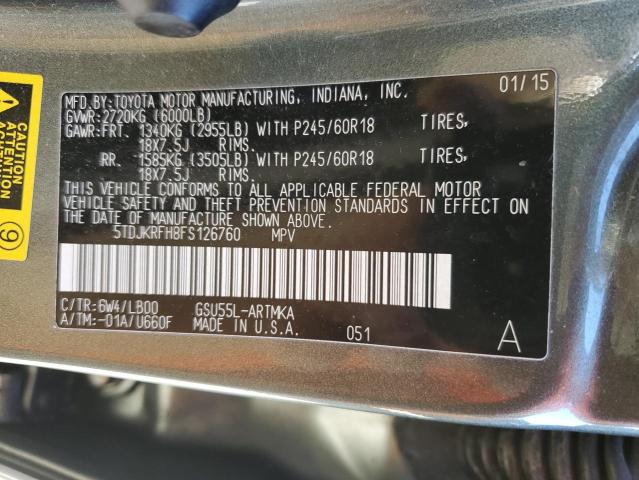 MFD.BY:TOYOTA MOTOR MANUFACTURING, INDIANA, INC. 01/15
GVWR:2720KG (6000LB)
GAWR:FRT. 1340KG (2955LB) WITH P245/60R18 TIRES,
18X7.5J RIMS.
RR. 1585KG (3505LB) WITH P245/60R18 TIRES,
18X7.5J RIMS.
THIS VEHICLE CONFORMS TO ALL APPLICABLE FEDERAL MOTOR
VEHICLE SAFETY AND THEFT PREVENTION STANDARDS IN EFFECT ON
THE DATE OF MANUFACTURE SHOWN ABOVE.
5TDJKRFH8FS126760 MPV
C/TR:6W4/LB00 GSU55L-ARTMKA
A/TM:-01A/U660F MADE IN U.S.A. 051 A
9